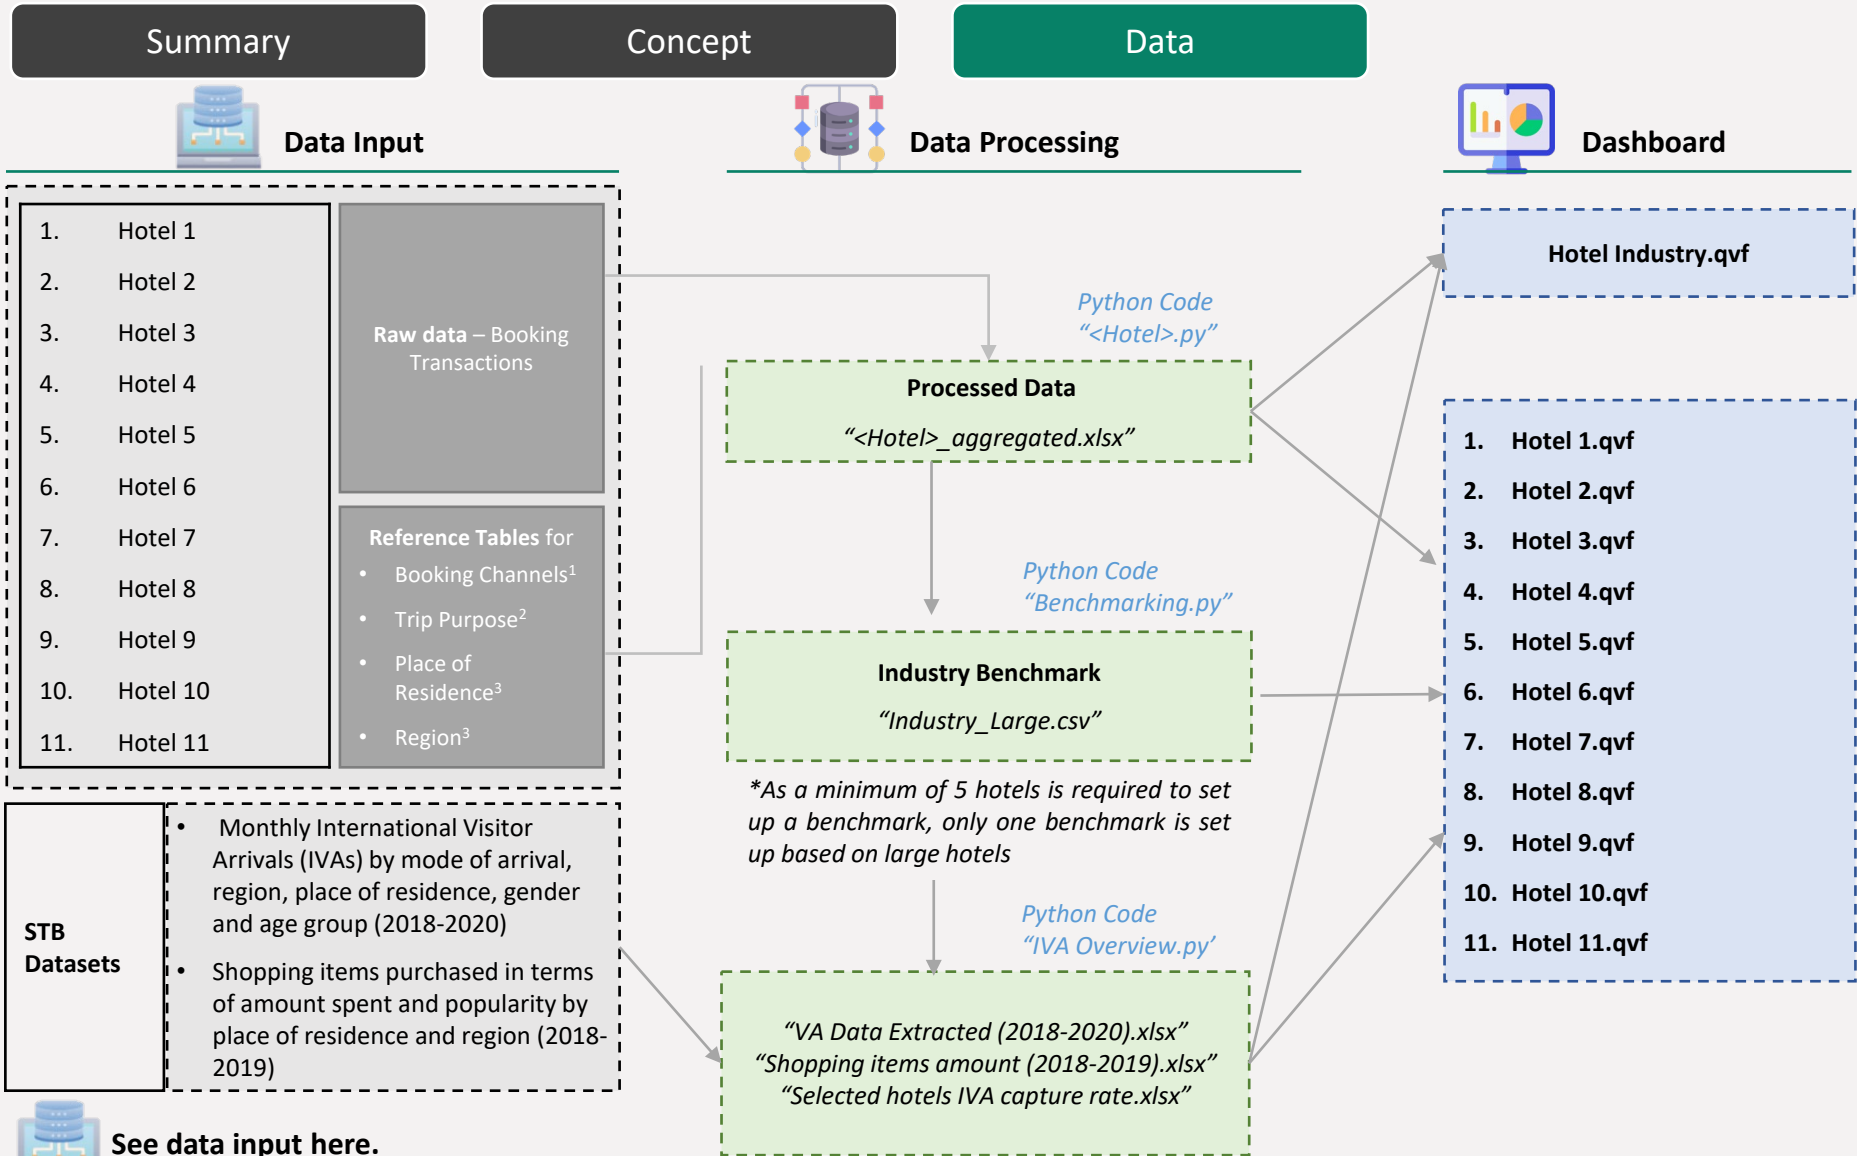 Summary
Concept
Data
Data Input
Data Processing
Dashboard
1. Hotel 1
2. Hotel 2
3. Hotel 3
4. Hotel 4
5. Hotel 5
6. Hotel 6
7. Hotel 7
8. Hotel 8
9. Hotel 9
10. Hotel 10
11. Hotel 11
Raw data – Booking
Transactions
Reference Tables for
• Booking Channels1
• Trip Purpose2
• Place of
Residence3
• Region3
STB
Datasets
• Monthly International Visitor
Arrivals (IVAs) by mode of arrival,
region, place of residence, gender
and age group (2018-2020)
• Shopping items purchased in terms
of amount spent and popularity by
place of residence and region (2018-
2019)
See data input here.
Python Code
“<Hotel>.py”
Processed Data
“<Hotel>_aggregated.xlsx”
Python Code
“Benchmarking.py”
Industry Benchmark
“Industry_Large.csv”
*As a minimum of 5 hotels is required to set
up a benchmark, only one benchmark is set
up based on large hotels
Python Code
“IVA Overview.py’
“VA Data Extracted (2018-2020).xlsx”
“Shopping items amount (2018-2019).xlsx”
“Selected hotels IVA capture rate.xlsx”
Hotel Industry.qvf
1. Hotel 1.qvf
2. Hotel 2.qvf
3. Hotel 3.qvf
4. Hotel 4.qvf
5. Hotel 5.qvf
6. Hotel 6.qvf
7. Hotel 7.qvf
8. Hotel 8.qvf
9. Hotel 9.qvf
10. Hotel 10.qvf
11. Hotel 11.qvf